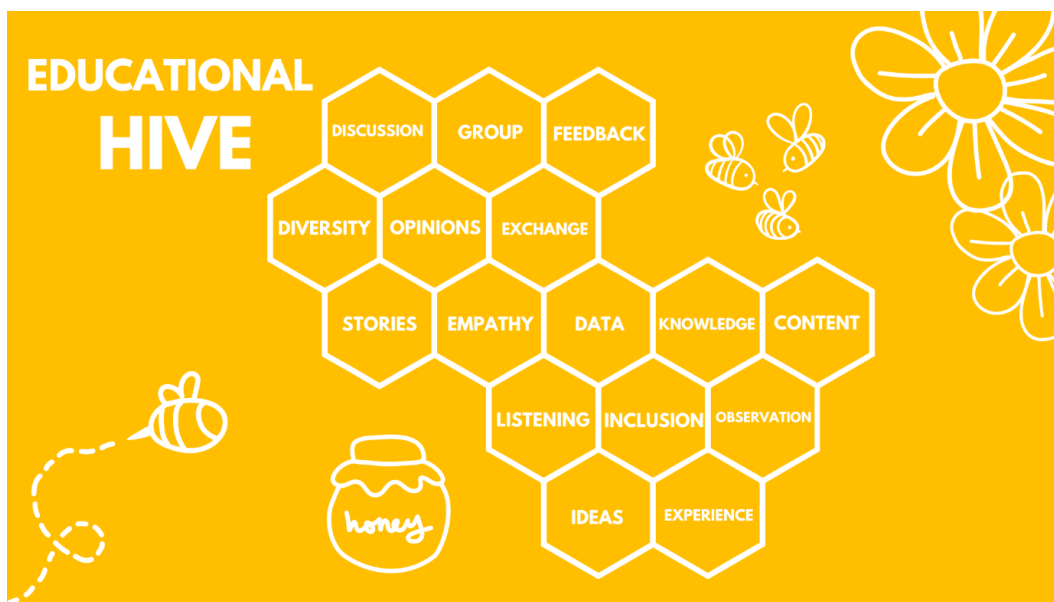 EDUCATIONAL
HIVE
DISCUSSION GROUP FEEDBACK
DIVERSITY OPINIONS EXCHANGE
STORIES EMPATHY DATA KNOWLEDGE CONTENT
LISTENING INCLUSION OBSERVATION
IDEAS EXPERIENCE
honey